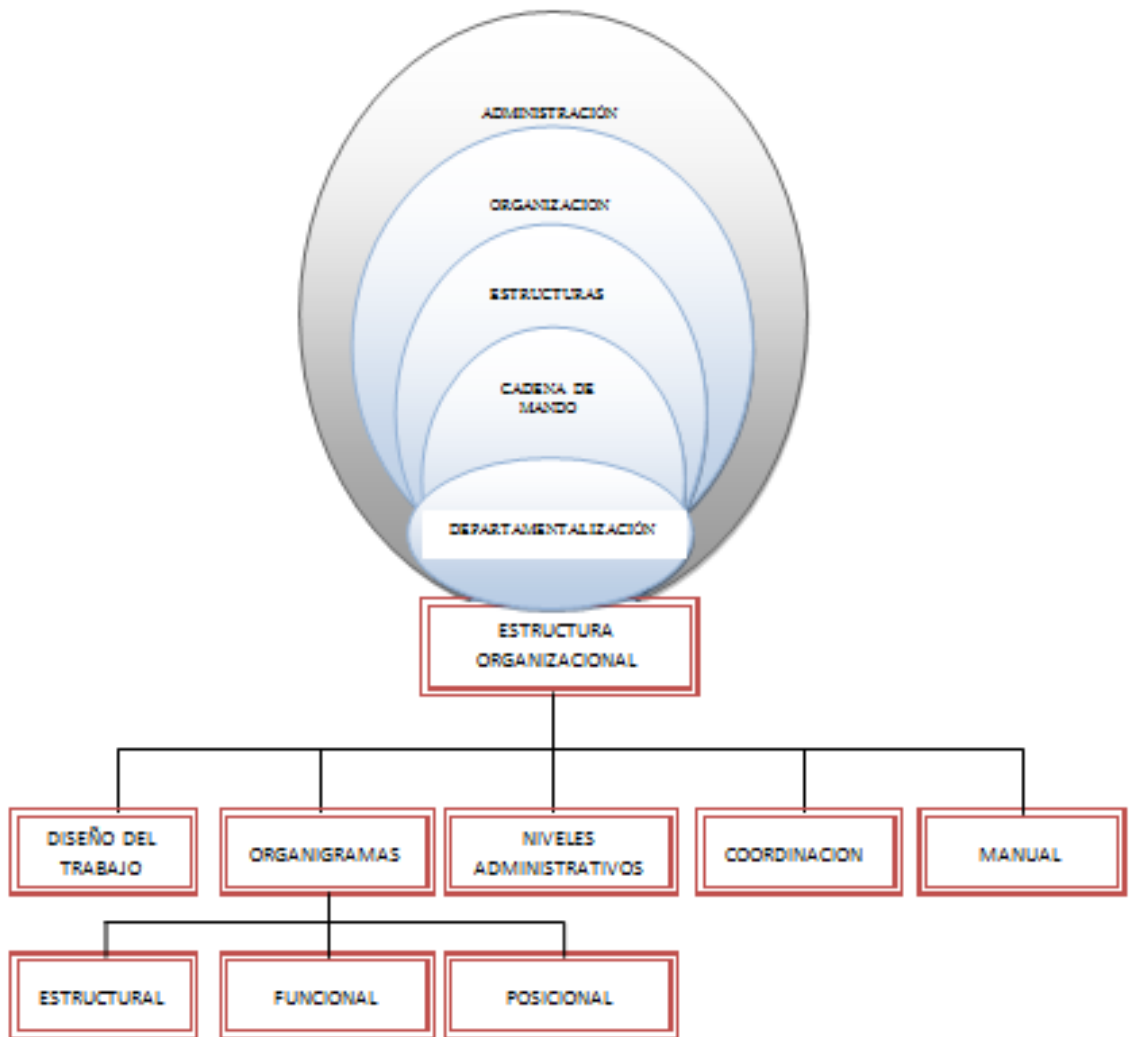 ADMINISTRACIÓN
ORGANIZACION
ESTRUCTURAS
CADENA DE
MANDO
DEPARTAMENTALIZACIÓN
ESTRUCTURA
ORGANIZACIONAL
DISEÑO DEL
TRABAJO
ORGANIGRAMAS
NIVELES
ADMINISTRATIVOS
COORDINACION
MANUAL
ESTRUCTURAL
FUNCIONAL
POSICIONAL